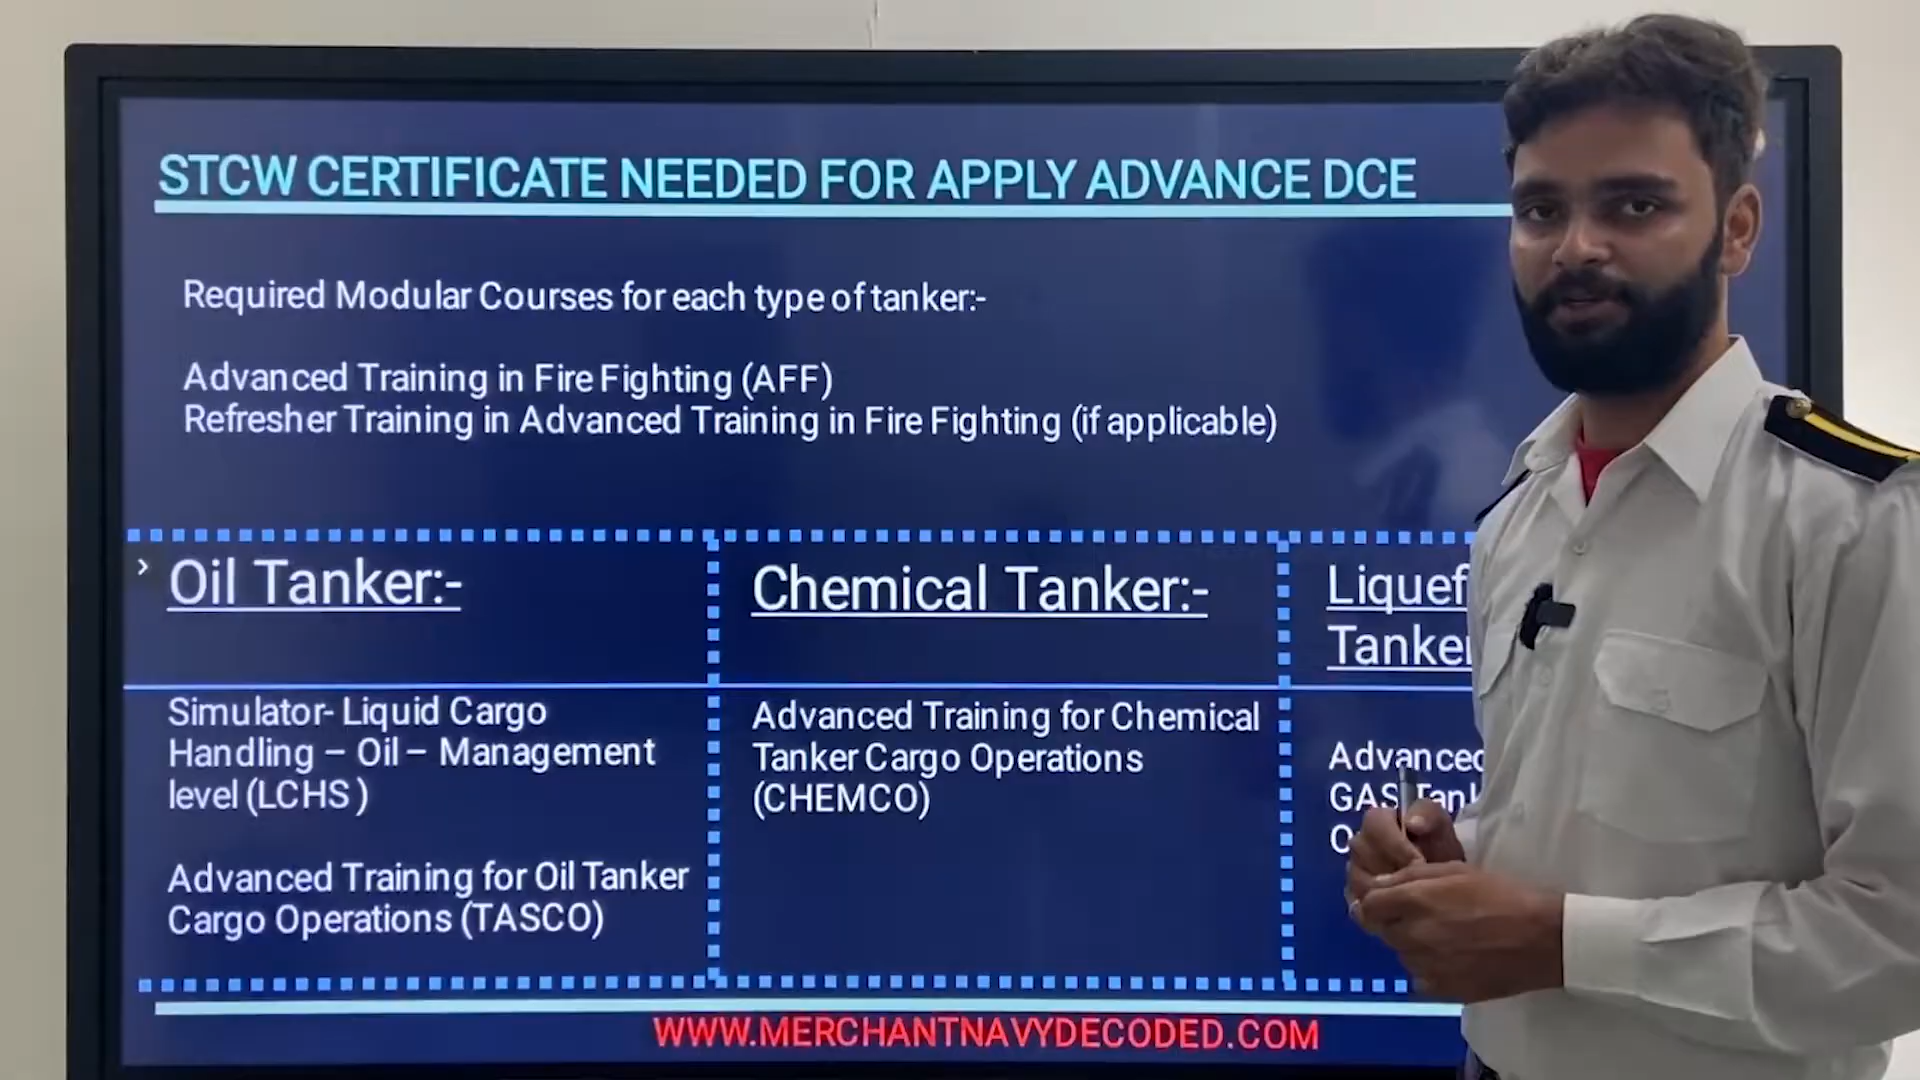 STCW CERTIFICATE NEEDED FOR APPLY ADVANCE DCE
Required Modular Courses for each type of tanker:-
Advanced Training in Fire Fighting (AFF)
Refresher Training in Advanced Training in Fire Fighting (if applicable)
Oil Tanker:-
Simulator- Liquid Cargo
Handling – Oil – Management
level (LCHS )
Advanced Training for Oil Tanker
Cargo Operations (TASCO)
Chemical Tanker:-
Advanced Training for Chemical
Tanker Cargo Operations
(CHEMCO)
Tanker
Advanced
GAS
WWW.MERCHANTNAVYDECODED.COM